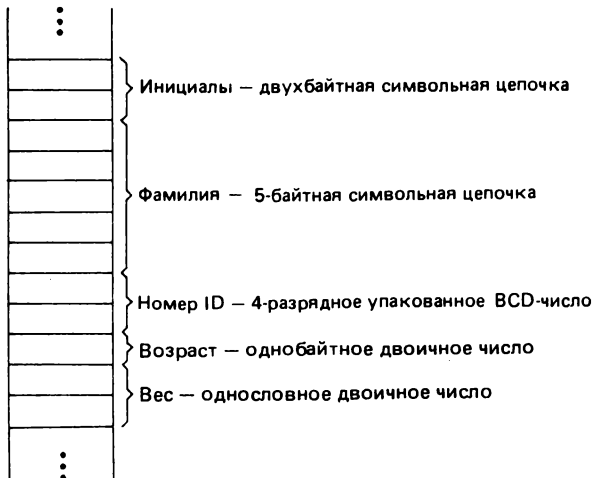 Инициалы — двухбайтная символьная цепочка
Фамилия — 5-байтная символьная цепочка
Номер ID — 4-разрядное упакованное BCD-число
Возраст — однобайтное двоичное число
Вес — однословное двоичное число